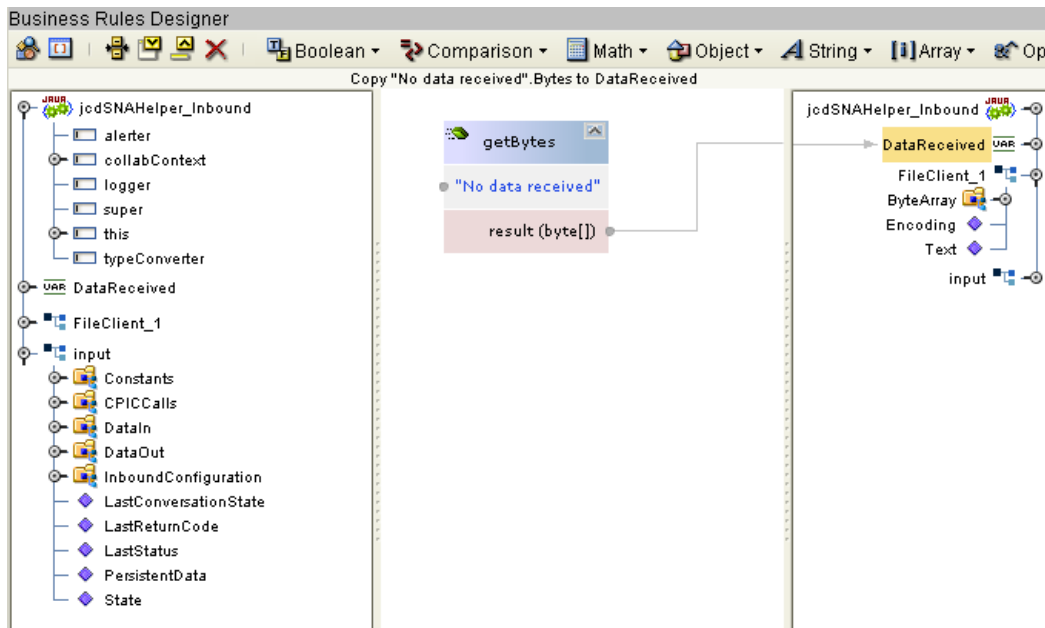 Business Rules Designer
Boolean Comparison Math Object String Array Op
Copy "No data received".Bytes to DataReceived
JAVA jcdSNAHelper_Inbound
alerter
collabContext
logger
super
this
typeConverter
VAR DataReceived
FileClient_1
input
Constants
CPICCalls
DataIn
DataOut
InboundConfiguration
LastConversationState
LastReturnCode
LastStatus
PersistentData
State
getBytes
"No data received"
result (byte[])
jcdSNAHelper_Inbound JAVA
DataReceived VAR
FileClient_1
ByteArray
Encoding
Text
input